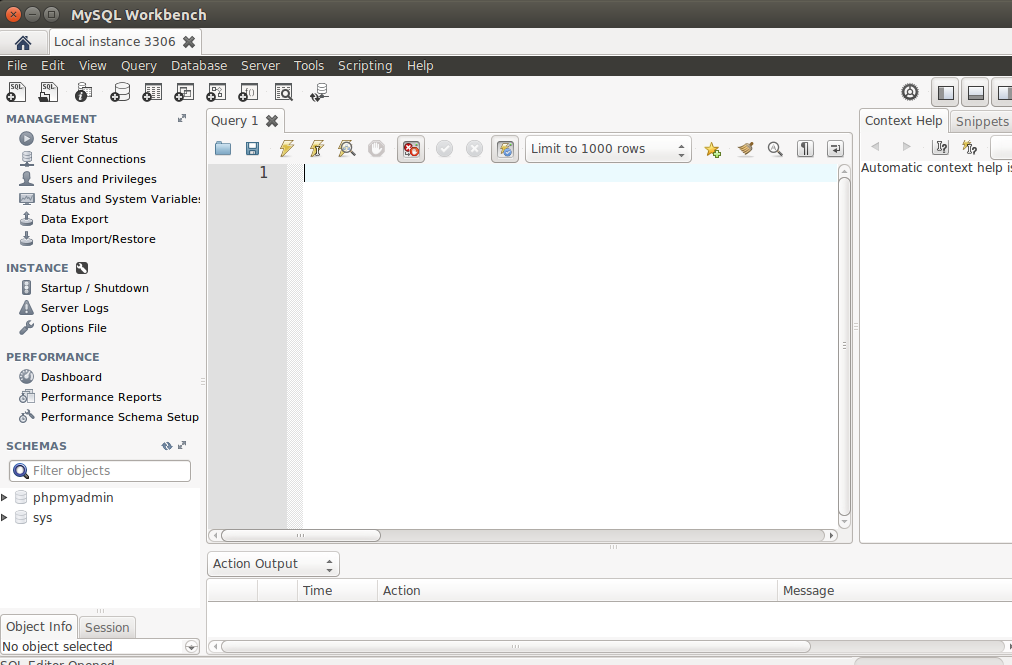 MySQL Workbench
Local instance 3306
File Edit View Query Database Server Tools Scripting Help
MANAGEMENT
Server Status
Client Connections
Users and Privileges
Status and System Variables
Data Export
Data Import/Restore
INSTANCE
Startup / Shutdown
Server Logs
Options File
PERFORMANCE
Dashboard
Performance Reports
Performance Schema Setup
SCHEMAS
Filter objects
phpmyadmin
sys
Object Info Session
No object selected
SQL Editor Opened
Query 1
Limit to 1000 rows
1
Context Help Snippets
Automatic context help is
Action Output
Time Action Message